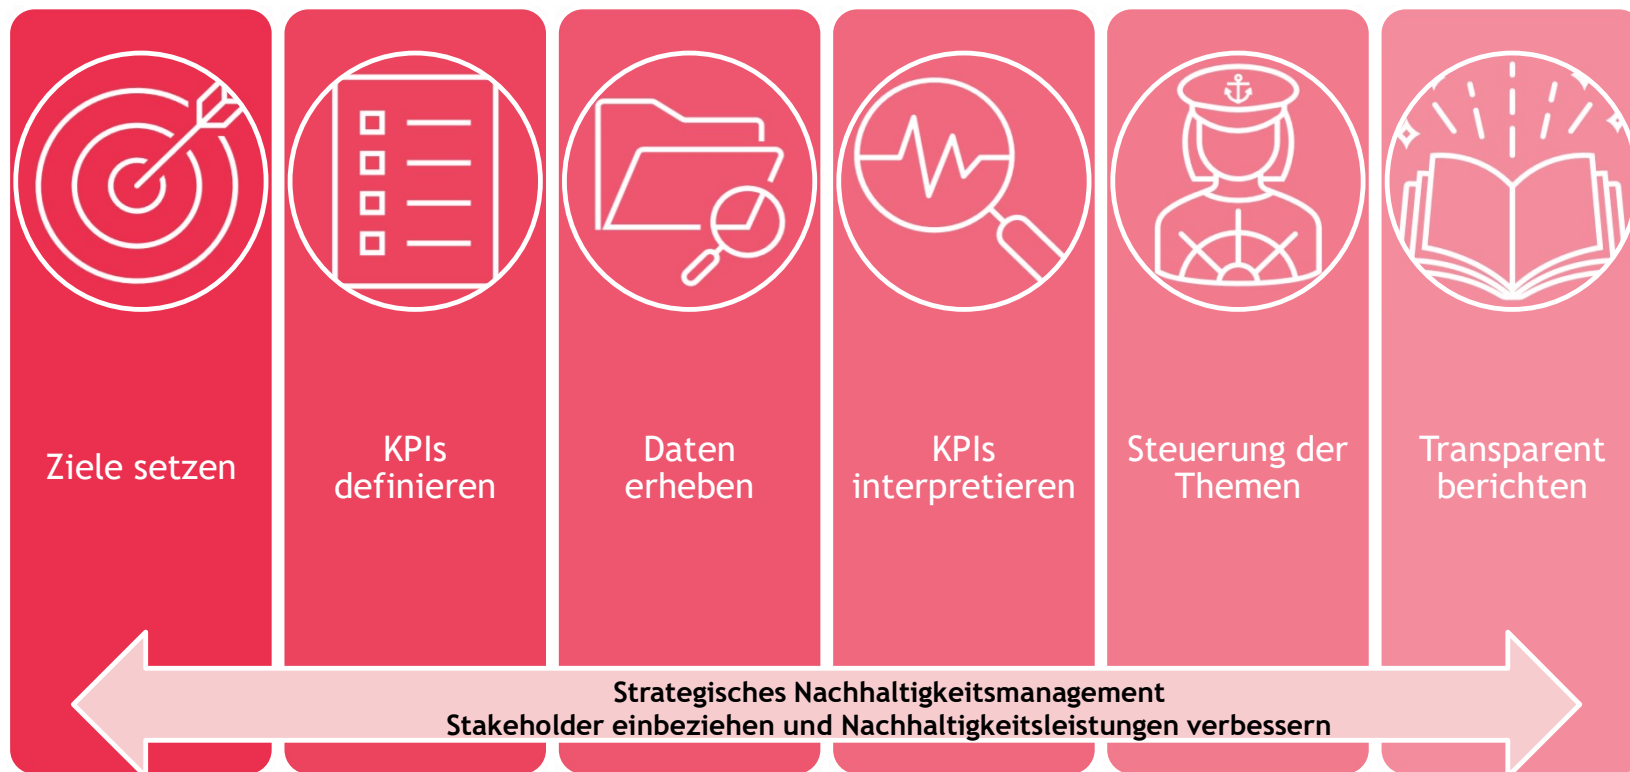 Ziele setzen
KPIs
definieren
Daten
erheben
KPIs
interpretieren
Steuerung der
Themen
Transparent
berichten
Strategisches Nachhaltigkeitsmanagement
Stakeholder einbeziehen und Nachhaltigkeitsleistungen verbessern